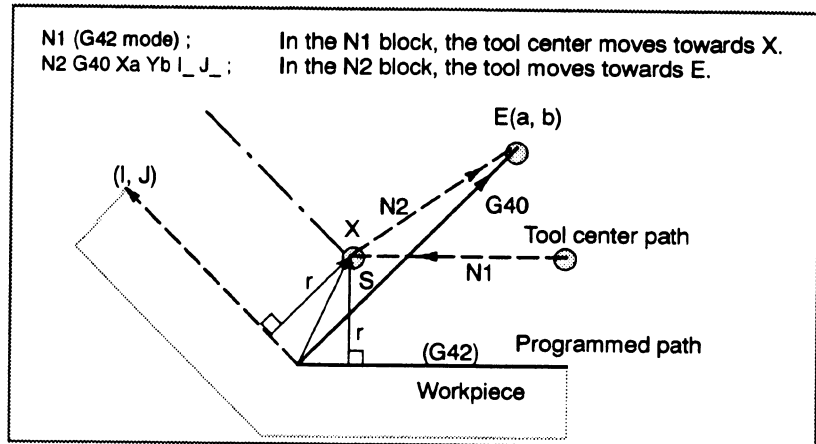 N1 (G42 mode) ; In the N1 block, the tool center moves towards X.
N2 G40 Xa Yb I_ J_ ; In the N2 block, the tool moves towards E.
E(a, b)
(I, J)
N2
G40
X
Tool center path
r
S
N1
r
(G42)
Programmed path
Workpiece